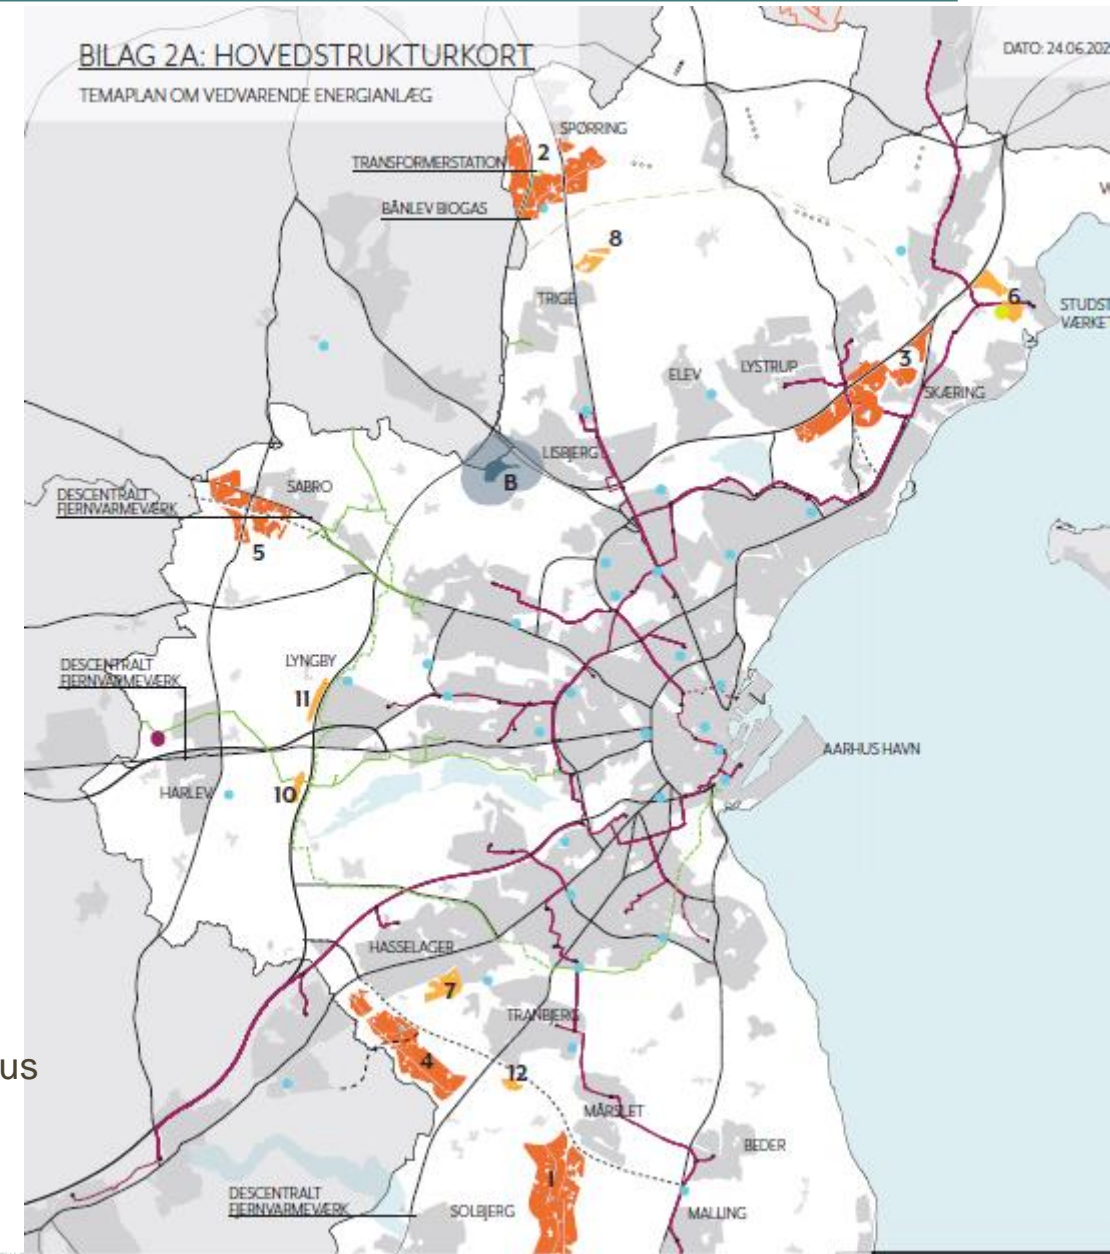 BILAG 2A: HOVEDSTRUKTURKORT
DATO: 24.06.202
TEMAPLAN OM VEDVARENDE ENERGIANLÆG
SPØRRING
2
TRANSFORMERSTATION
BÅNLEV BIOGAS
8
TRIGE
6
STUDST
VÆRKET
3
ELEV
LYSTRUP
SKÆRING
LISBJERG
B
SABRO
DESCENTRALT
FJERNVARMEVÆRK
5
LYNGBY
DESCENTRALT
FJERNVARMEVÆRK
11
AARHUS HAVN
HARLEV
10
HASSELAGER
7
TRANBJERG
us
4
12
MÅRSLET
BEDER
1
DESCENTRALT
FJERNVARMEVÆRK
SOLBJERG
MALLING